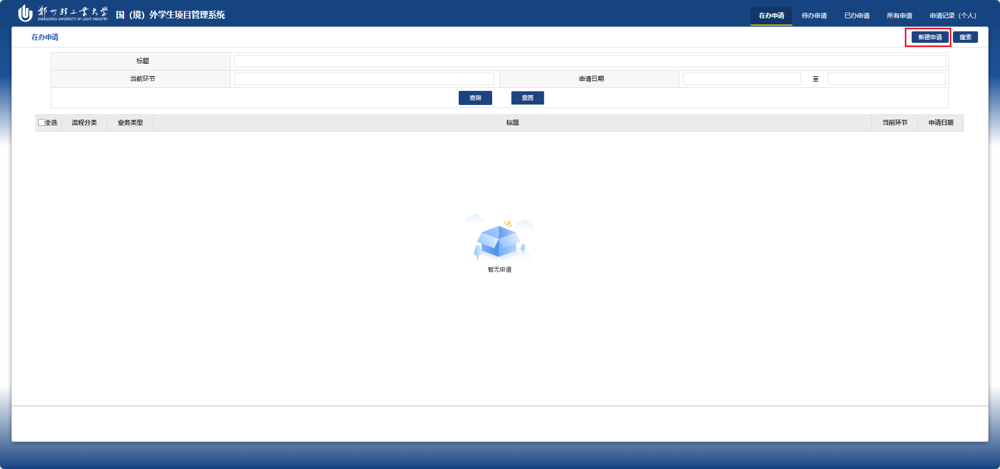 郑州轻工业大学
ZHENGZHOU UNIVERSITY OF LIGHT INDUSTRY
国（境）外学生项目管理系统
在办申请 待办申请 已办申请 所有申请 申请记录（个人）
在办申请
新建申请 搜索
标题
当前环节 申请日期 至
查询 重置
全选 流程分类 业务类型 标题 当前环节 申请日期
暂无申请